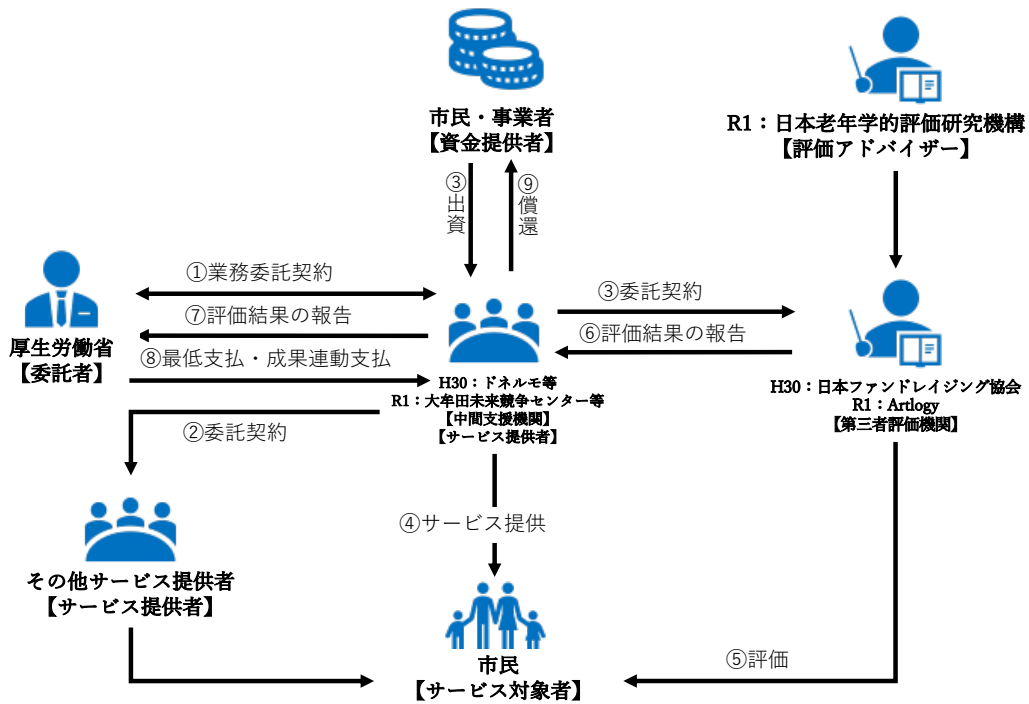 市民・事業者
【資金提供者】
R1：日本老年学的評価研究機構
【評価アドバイザー】
③出資
⑨償還
①業務委託契約
⑦評価結果の報告
⑧最低支払・成果連動支払
厚生労働省
【委託者】
③委託契約
⑥評価結果の報告
H30：ドネルモ等
R1：大牟田未来競争センター等
【中間支援機関】
【サービス提供者】
H30：日本ファンドレイジング協会
R1：Artlogy
【第三者評価機関】
②委託契約
④サービス提供
その他サービス提供者
【サービス提供者】
⑤評価
市民
【サービス対象者】